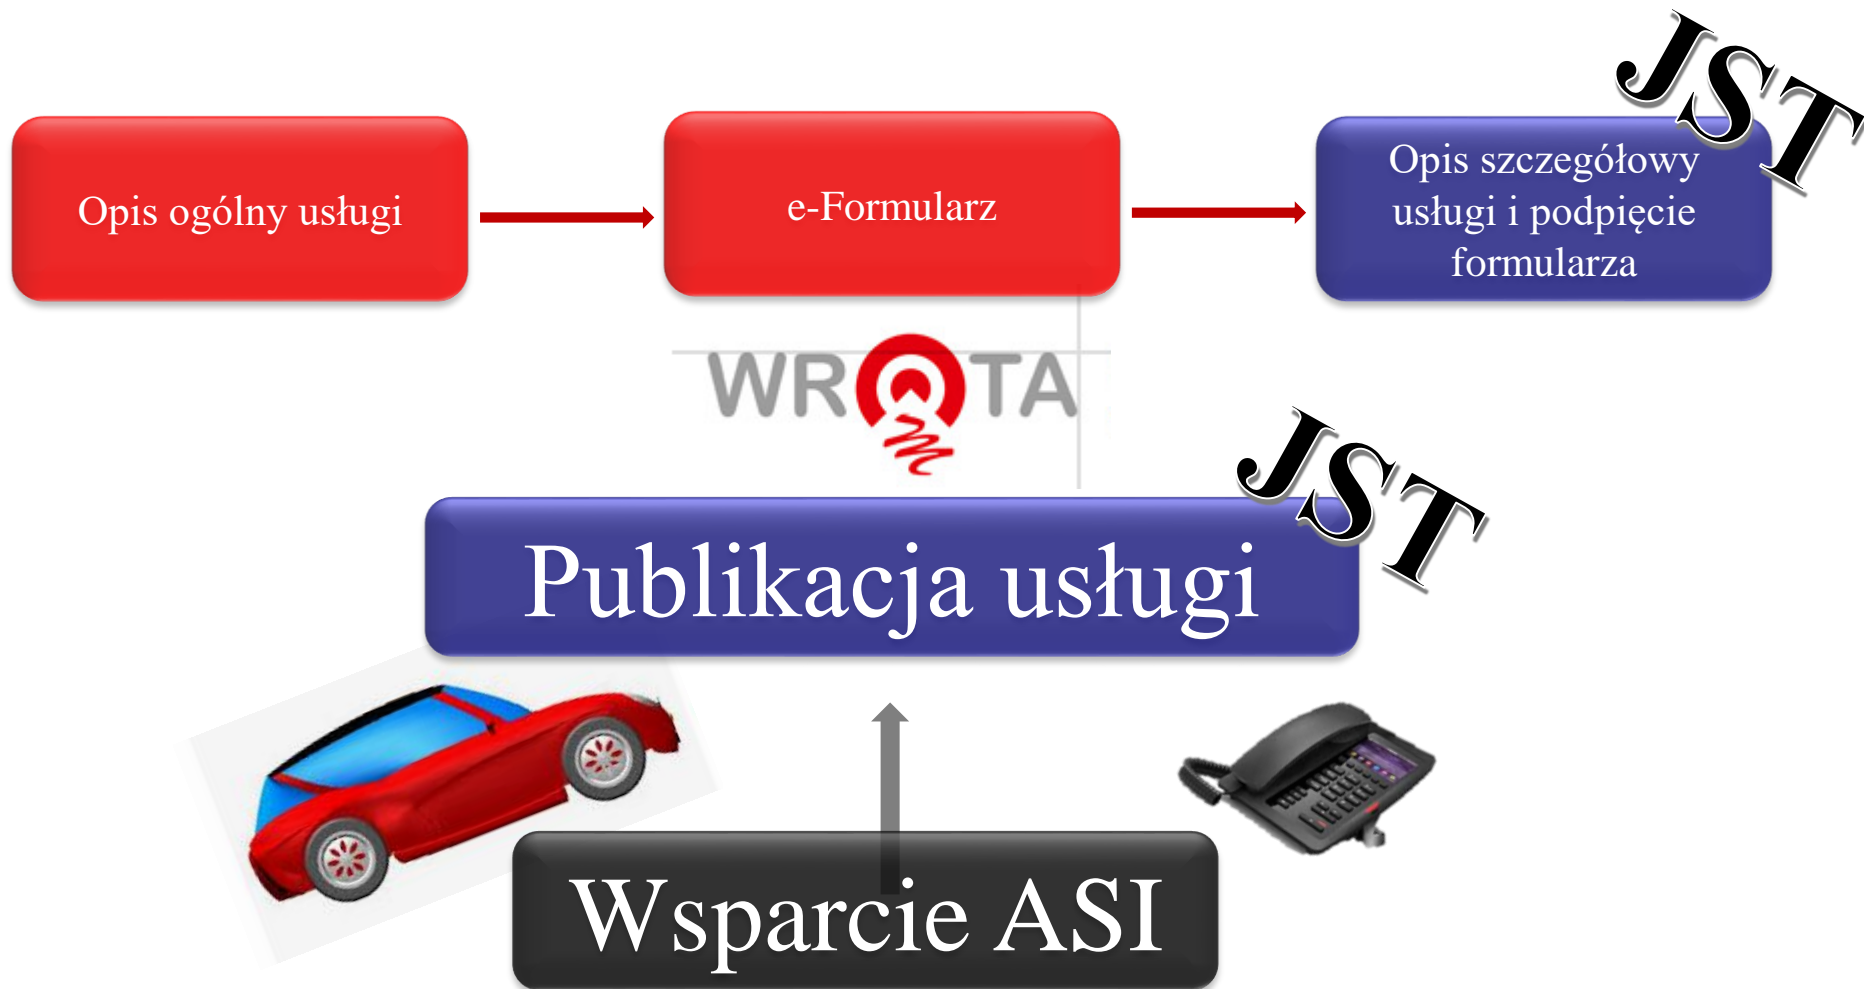 JST
Opis ogólny usługi
e-Formularz
Opis szczegółowy
usługi i podpięcie
formularza
WROTA
JST
Publikacja usługi
Wsparcie ASI